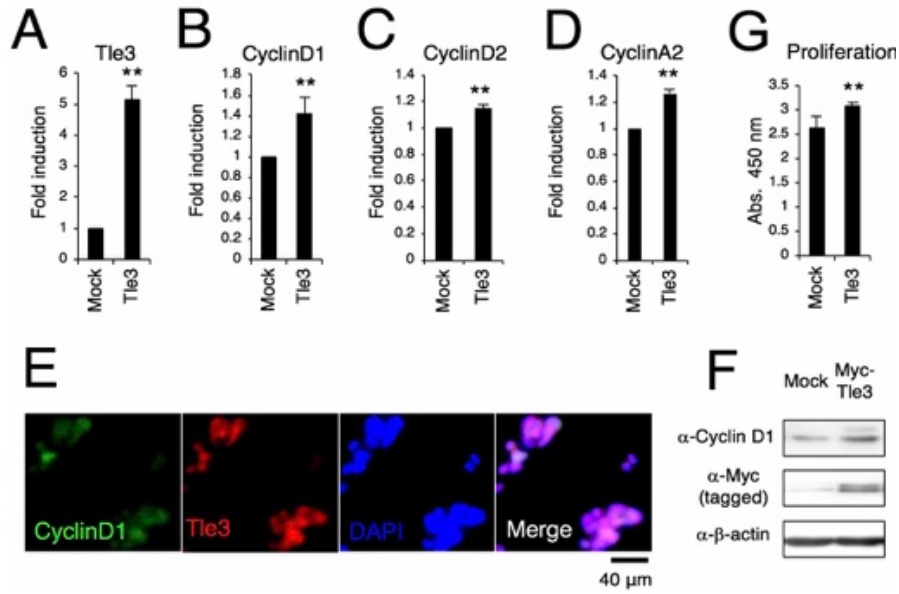 A
Tle3
Fold induction
6
5
4
3
2
1
0
**
Mock
Tle3
B
CyclinD1
Fold induction
1.8
1.6
1.4
1.2
1
0.8
0.6
0.4
0.2
0
**
Mock
Tle3
C
CyclinD2
Fold induction
1.4
1.2
1
0.8
0.6
0.4
0.2
0
**
Mock
Tle3
D
CyclinA2
Fold induction
1.4
1.2
1
0.8
0.6
0.4
0.2
0
**
Mock
Tle3
G
Proliferation
Abs. 450 nm
3.5
3
2.5
2
1.5
1
0.5
0
**
Mock
Tle3
E
CyclinD1
Tle3
DAPI
Merge
40 μm
F
Mock
Myc-
Tle3
α-Cyclin D1
α-Myc
(tagged)
α-β-actin